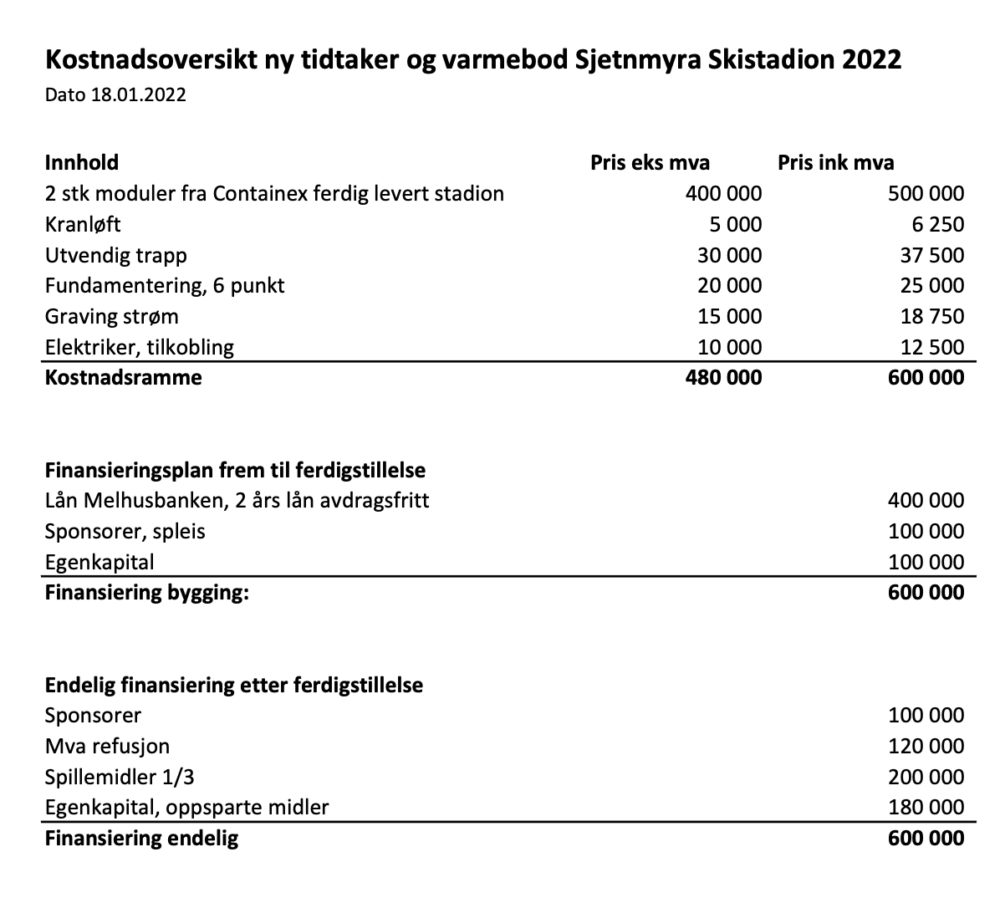 Kostnadsoversikt ny tidtaker og varmebod Sjetnmyra Skistadion 2022
Dato 18.01.2022
Innhold Pris eks mva Pris ink mva
2 stk moduler fra Containex ferdig levert stadion 400 000 500 000
Kranløft 5 000 6 250
Utvendig trapp 30 000 37 500
Fundamentering, 6 punkt 20 000 25 000
Graving strøm 15 000 18 750
Elektriker, tilkobling 10 000 12 500
Kostnadsramme 480 000 600 000
Finansieringsplan frem til ferdigstillelse
Lån Melhusbanken, 2 års lån avdragsfritt 400 000
Sponsorer, spleis 100 000
Egenkapital 100 000
Finansiering bygging: 600 000
Endelig finansiering etter ferdigstillelse
Sponsorer 100 000
Mva refusjon 120 000
Spillemidler 1/3 200 000
Egenkapital, oppsparte midler 180 000
Finansiering endelig 600 000